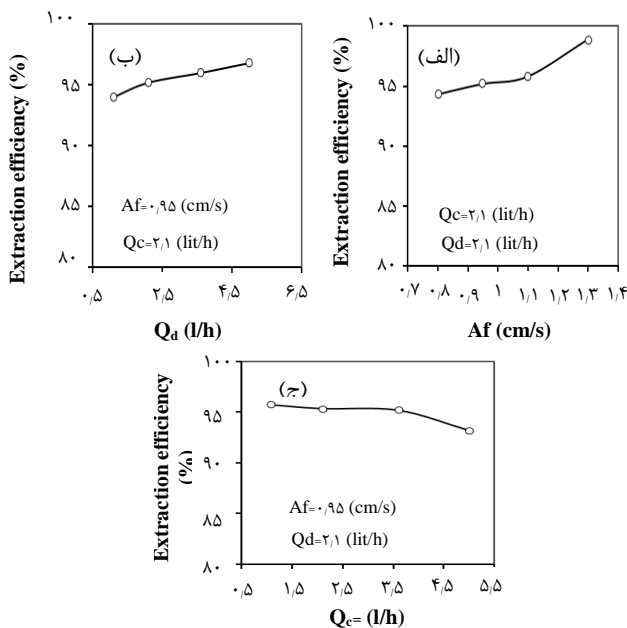 Extraction efficiency (%)
۱۰۰
۹۵
۹۰
۸۵
۸۰
(ب)
Af=۰٫۹۵ (cm/s)
Qc=۲٫۱ (lit/h)
۰٫۵ ۲٫۵ ۴٫۵ ۶٫۵
Qd (l/h)
Extraction efficiency (%)
۱۰۰
۹۵
۹۰
۸۵
۸۰
(الف)
Qc=۲٫۱ (lit/h)
Qd=۲٫۱ (lit/h)
۰٫۷ ۰٫۸ ۰٫۹ ۱ ۱٫۱ ۱٫۲ ۱٫۳ ۱٫۴
Af (cm/s)
Extraction efficiency
(%)
۱۰۰
۹۵
۹۰
۸۵
۸۰
(ج)
Af=۰٫۹۵ (cm/s)
Qd=۲٫۱ (lit/h)
۰٫۵ ۱٫۵ ۲٫۵ ۳٫۵ ۴٫۵ ۵٫۵
Qc= (l/h)